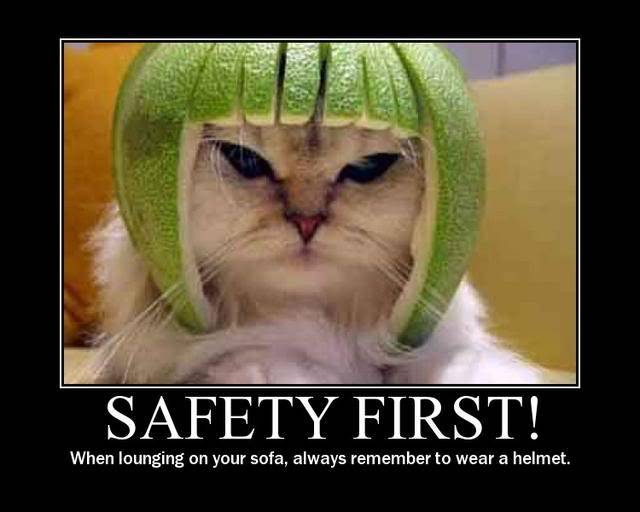 SAFETY FIRST!
When lounging on your sofa, always remember to wear a helmet.